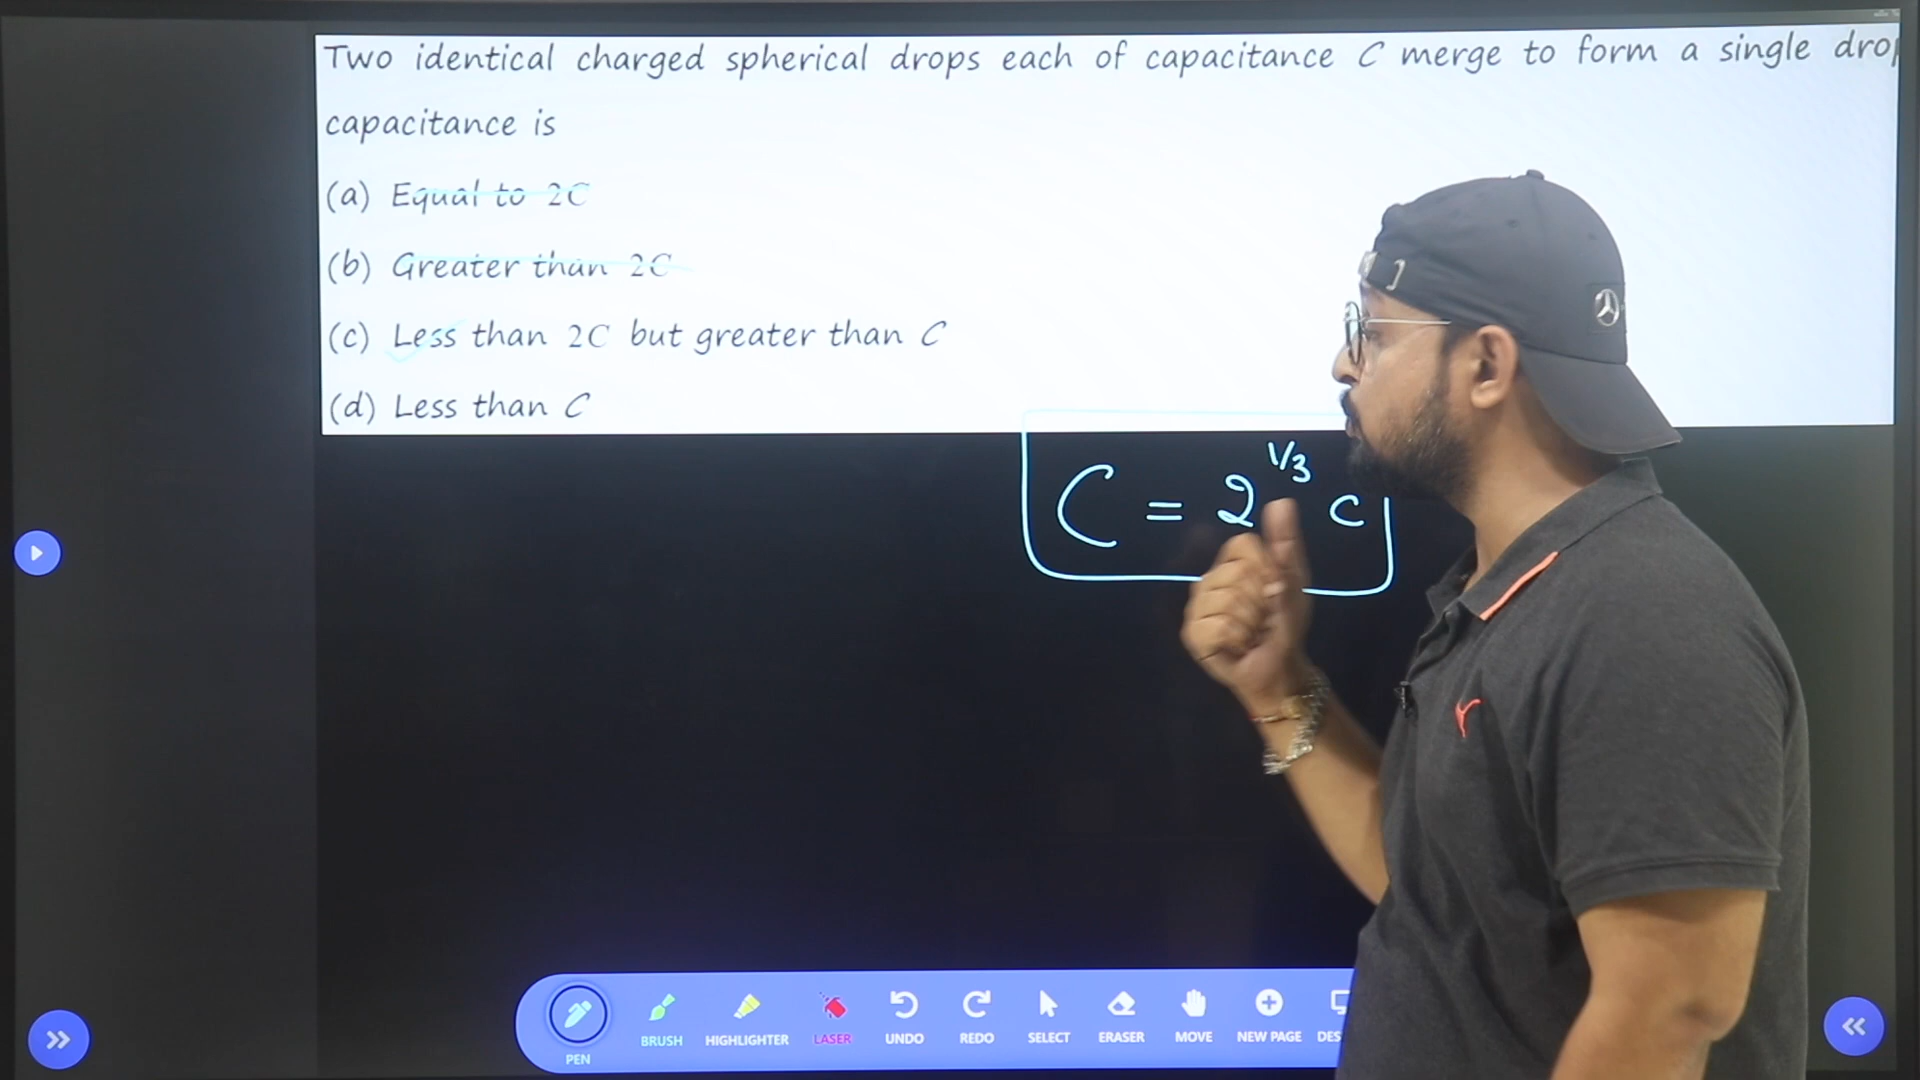 Two identical charged spherical drops each of capacitance C merge to form a single drop
capacitance is
(a) Equal to 2C
(b) Greater than 2C
(c) Less than 2C but greater than C
(d) Less than C
C = 2^{1/3} c
PEN BRUSH HIGHLIGHTER LASER UNDO REDO SELECT ERASER MOVE NEW PAGE DES